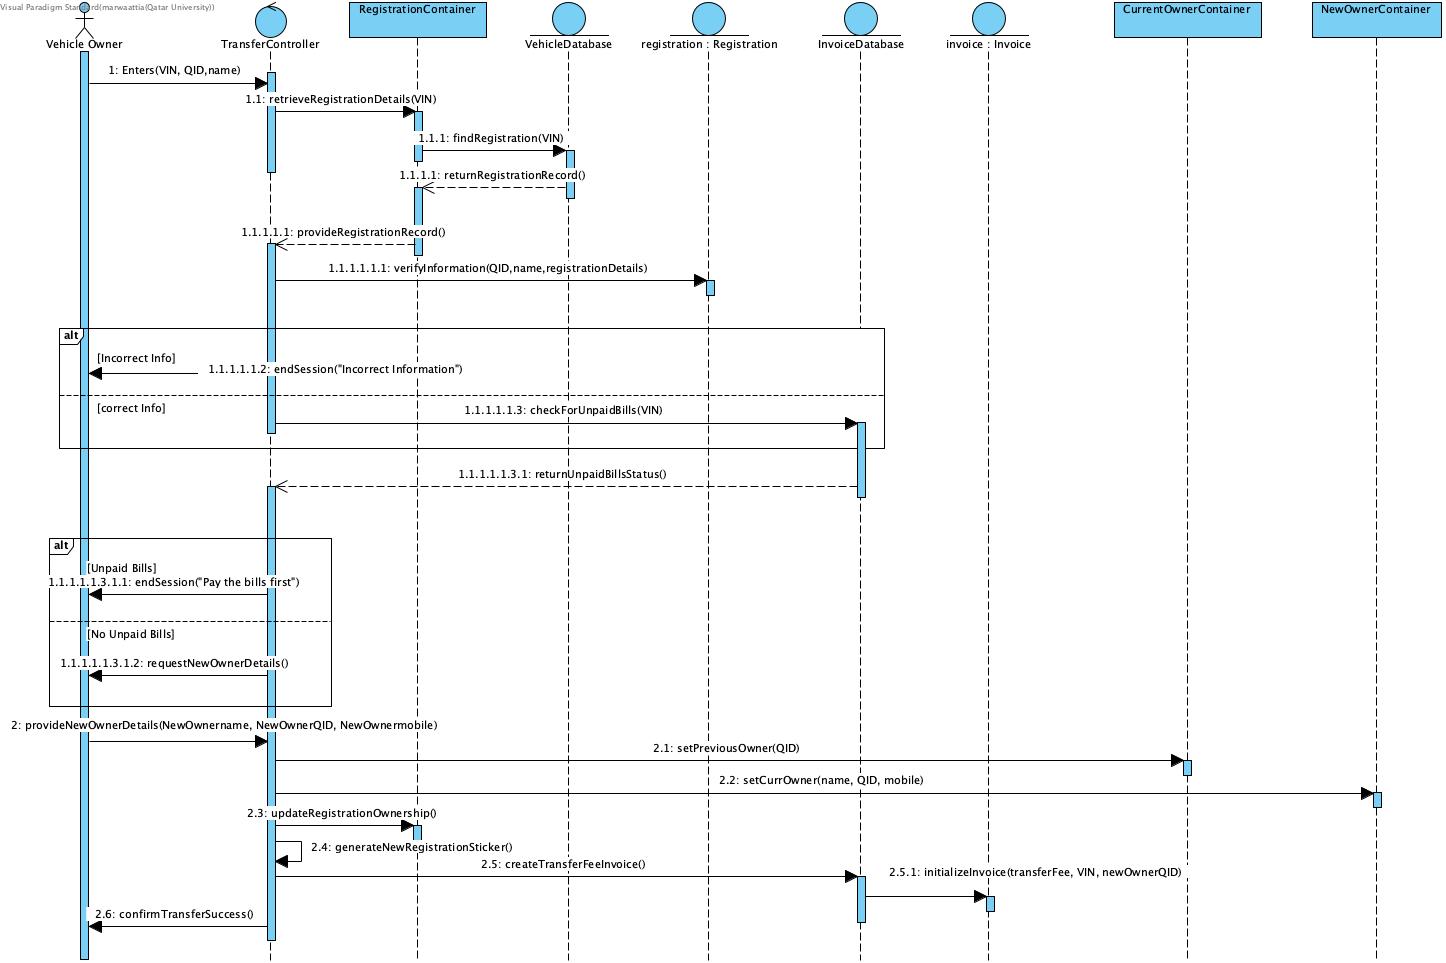 Visual Paradigm Standard(marwaattia(Qatar University))
RegistrationContainer
CurrentOwnerContainer
NewOwnerContainer
Vehicle Owner
TransferController
VehicleDatabase
registration : Registration
InvoiceDatabase
invoice : Invoice
1: Enters(VIN, QID,name)
1.1: retrieveRegistrationDetails(VIN)
1.1.1: findRegistration(VIN)
1.1.1.1: returnRegistrationRecord()
1.1.1.1.1: provideRegistrationRecord()
1.1.1.1.1.1: verifyInformation(QID,name,registrationDetails)
alt
[Incorrect Info]
1.1.1.1.1.2: endSession("Incorrect Information")
[correct Info]
1.1.1.1.1.3: checkForUnpaidBills(VIN)
1.1.1.1.1.3.1: returnUnpaidBillsStatus()
alt
[Unpaid Bills]
1.1.1.1.1.3.1.1: endSession("Pay the bills first")
[No Unpaid Bills]
1.1.1.1.1.3.1.2: requestNewOwnerDetails()
2: provideNewOwnerDetails(NewOwnername, NewOwnerQID, NewOwnermobile)
2.1: setPreviousOwner(QID)
2.2: setCurrOwner(name, QID, mobile)
2.3: updateRegistrationOwnership()
2.4: generateNewRegistrationSticker()
2.5: createTransferFeeInvoice()
2.5.1: initializeInvoice(transferFee, VIN, newOwnerQID)
2.6: confirmTransferSuccess()